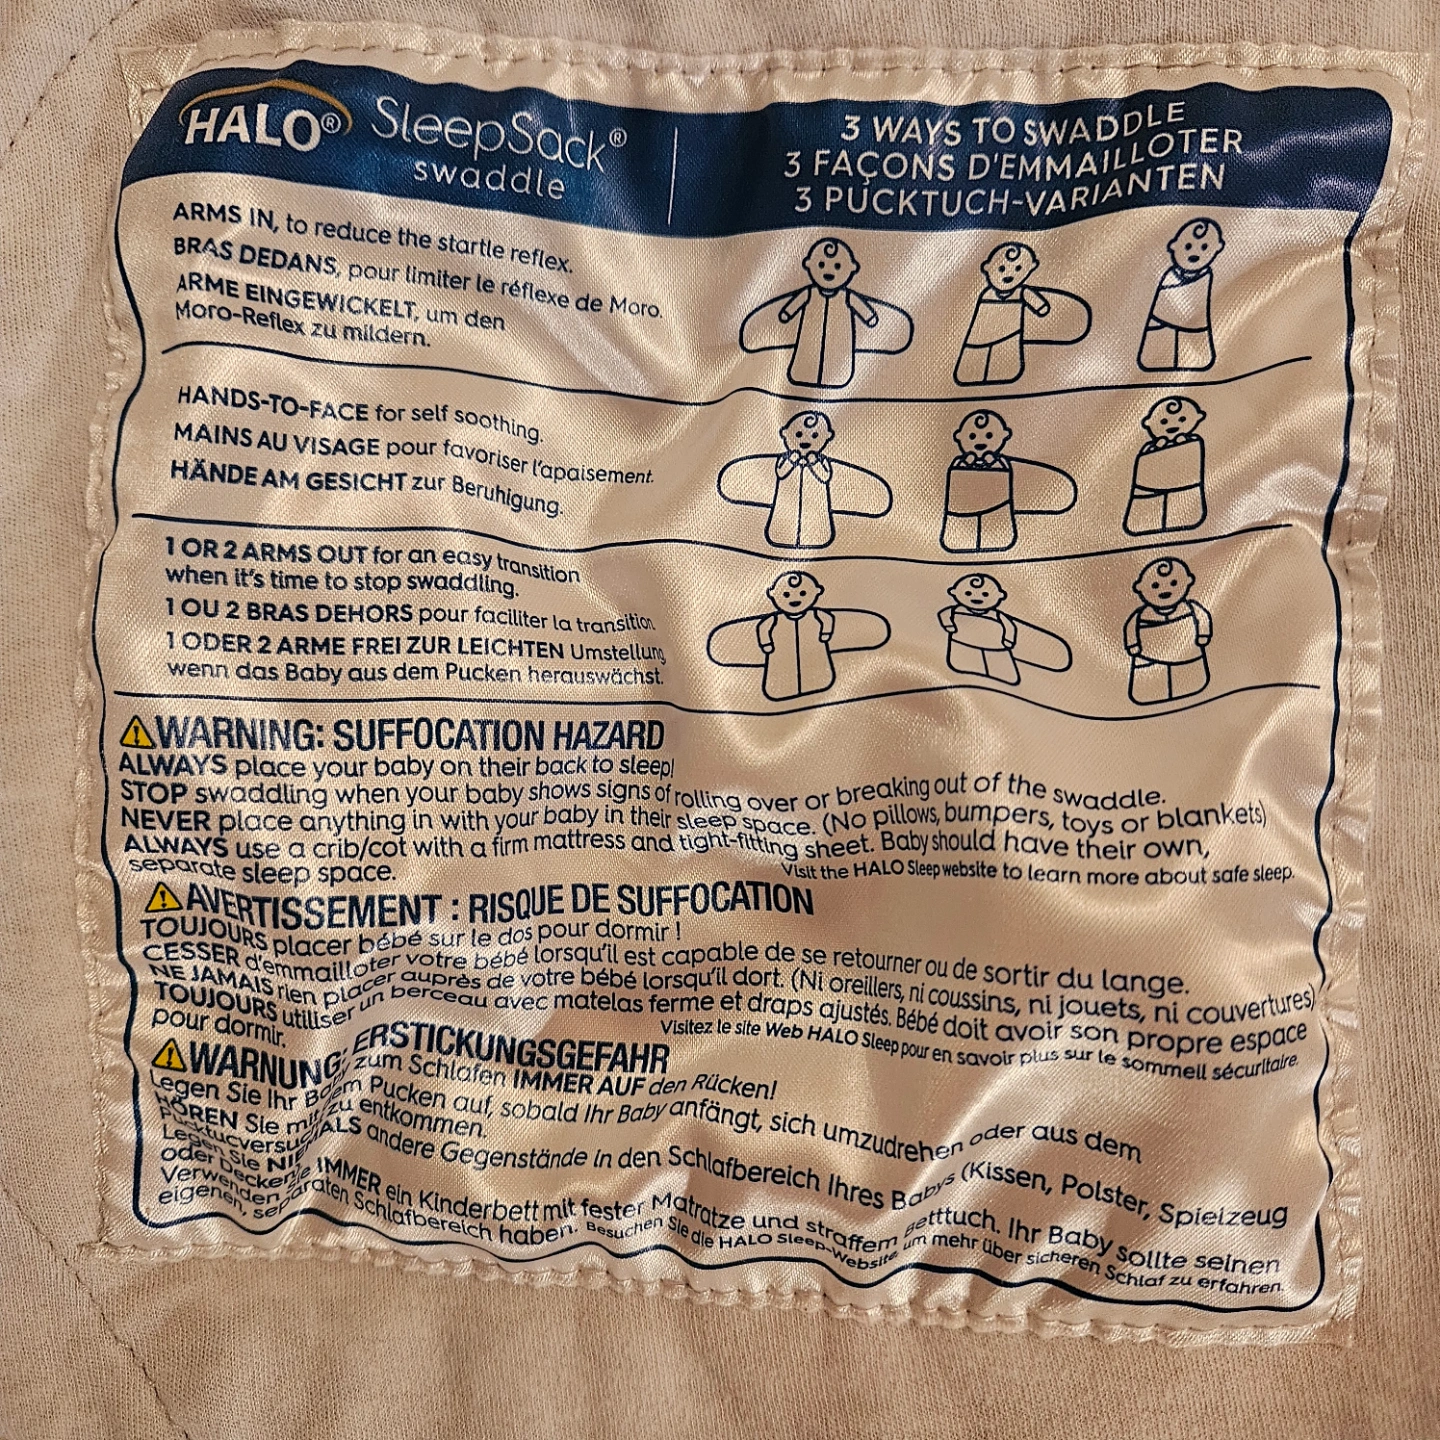 HALO® SleepSack®
swaddle
3 WAYS TO SWADDLE
3 FAÇONS D'EMMAILLOTER
3 PUCKTUCH-VARIANTEN
ARMS IN, to reduce the startle reflex.
BRAS DEDANS, pour limiter le réflexe de Moro.
ARME EINGEWICKELT, um den
Moro-Reflex zu mildern.
HANDS-TO-FACE for self soothing.
MAINS AU VISAGE pour favoriser l'apaisement.
HÄNDE AM GESICHT zur Beruhigung.
1 OR 2 ARMS OUT for an easy transition
when it's time to stop swaddling.
1 OU 2 BRAS DEHORS pour faciliter la transition.
1 ODER 2 ARME FREI ZUR LEICHTEN Umstellung
wenn das Baby aus dem Pucken herauswächst.
WARNING: SUFFOCATION HAZARD
ALWAYS place your baby on their back to sleep!
STOP swaddling when your baby shows signs of rolling over or breaking out of the swaddle.
NEVER place anything in with your baby in their sleep space. (No pillows, bumpers, toys or blankets)
ALWAYS use a crib/cot with a firm mattress and tight-fitting sheet. Baby should have their own,
separate sleep space.
Visit the HALO Sleep website to learn more about safe sleep.
AVERTISSEMENT : RISQUE DE SUFFOCATION
TOUJOURS placer bébé sur le dos pour dormir !
CESSER d'emmailloter votre bébé lorsqu'il est capable de se retourner ou de sortir du lange.
NE JAMAIS rien placer auprès de votre bébé lorsqu'il dort. (Ni oreillers, ni coussins, ni jouets, ni couvertures)
TOUJOURS utiliser un berceau avec matelas ferme et draps ajustés. Bébé doit avoir son propre espace
pour dormir.
Visitez le site Web HALO Sleep pour en savoir plus sur le sommeil sécuritaire.
WARNUNG: ERSTICKUNGSGEFAHR
Legen Sie Ihr Baby zum Schlafen IMMER AUF den Rücken!
HÖREN Sie mit dem Pucken auf, sobald Ihr Baby anfängt, sich umzudrehen oder aus dem
zu entkommen.
Legen Sie NIEMALS andere Gegenstände in den Schlafbereich Ihres Babys (Kissen, Polster, Spielzeug
oder Decken
Verwenden Sie IMMER ein Kinderbett mit fester Matratze und straffem Betttuch. Ihr Baby sollte seinen
eigenen, separaten Schlafbereich haben. Besuchen Sie die HALO Sleep-Website um mehr über sicheren Schlaf zu erfahren.